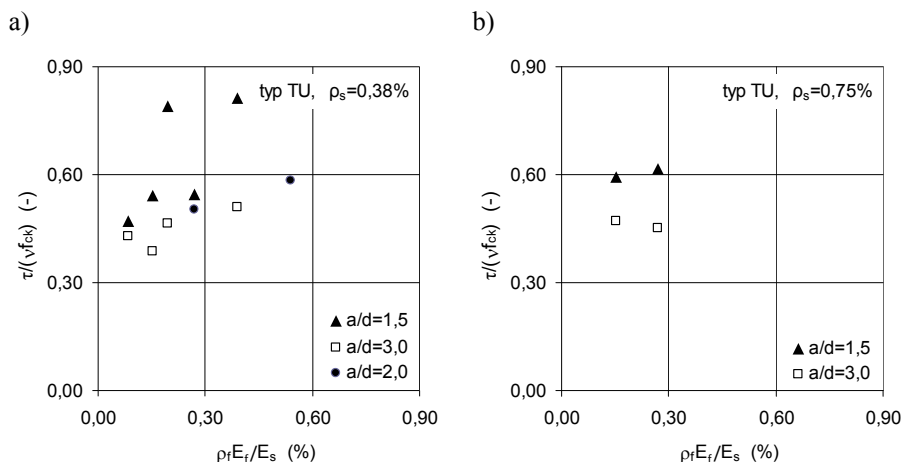 a)
0,90
typ TU, ρs=0,38%
0,60
τ/(νfck) (-)
0,30
a/d=1,5
a/d=3,0
a/d=2,0
0,00
0,00 0,30 0,60 0,90
ρfEf/Es (%)
b)
0,90
typ TU, ρs=0,75%
0,60
τ/(νfck) (-)
0,30
a/d=1,5
a/d=3,0
0,00
0,00 0,30 0,60 0,90
ρfEf/Es (%)